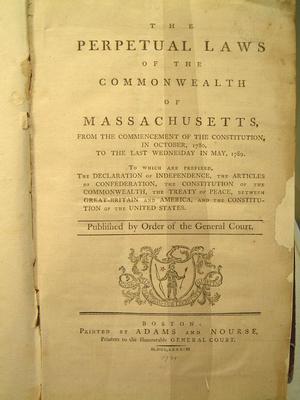 THE
PERPETUAL LAWS
OF THE
COMMONWEALTH
OF
MASSACHUSETTS,
FROM THE COMMENCEMENT OF THE CONSTITUTION,
IN OCTOBER, 1780,
TO THE LAST WEDNESDAY IN MAY, 1789.
TO WHICH ARE PREFIXED,
THE DECLARATION OF INDEPENDENCE, THE ARTICLES
OF CONFEDERATION, THE CONSTITUTION OF THE
COMMONWEALTH, THE TREATY OF PEACE, BETWEEN
GREAT-BRITAIN AND AMERICA, AND THE CONSTITU-
TION OF THE UNITED STATES.
Published by Order of the General Court.
BOSTON:
PRINTED BY ADAMS AND NOURSE,
Printers to the Honourable GENERAL COURT.